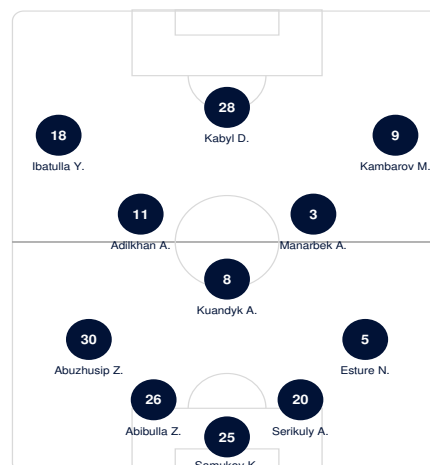 28
Kabyl D.
18
Ibatulla Y.
9
Kambarov M.
11
Adilkhan A.
3
Manarbek A.
8
Kuandyk A.
30
Abuzhusip Z.
5
Esture N.
26
Abibulla Z.
20
Serikuly A.
25